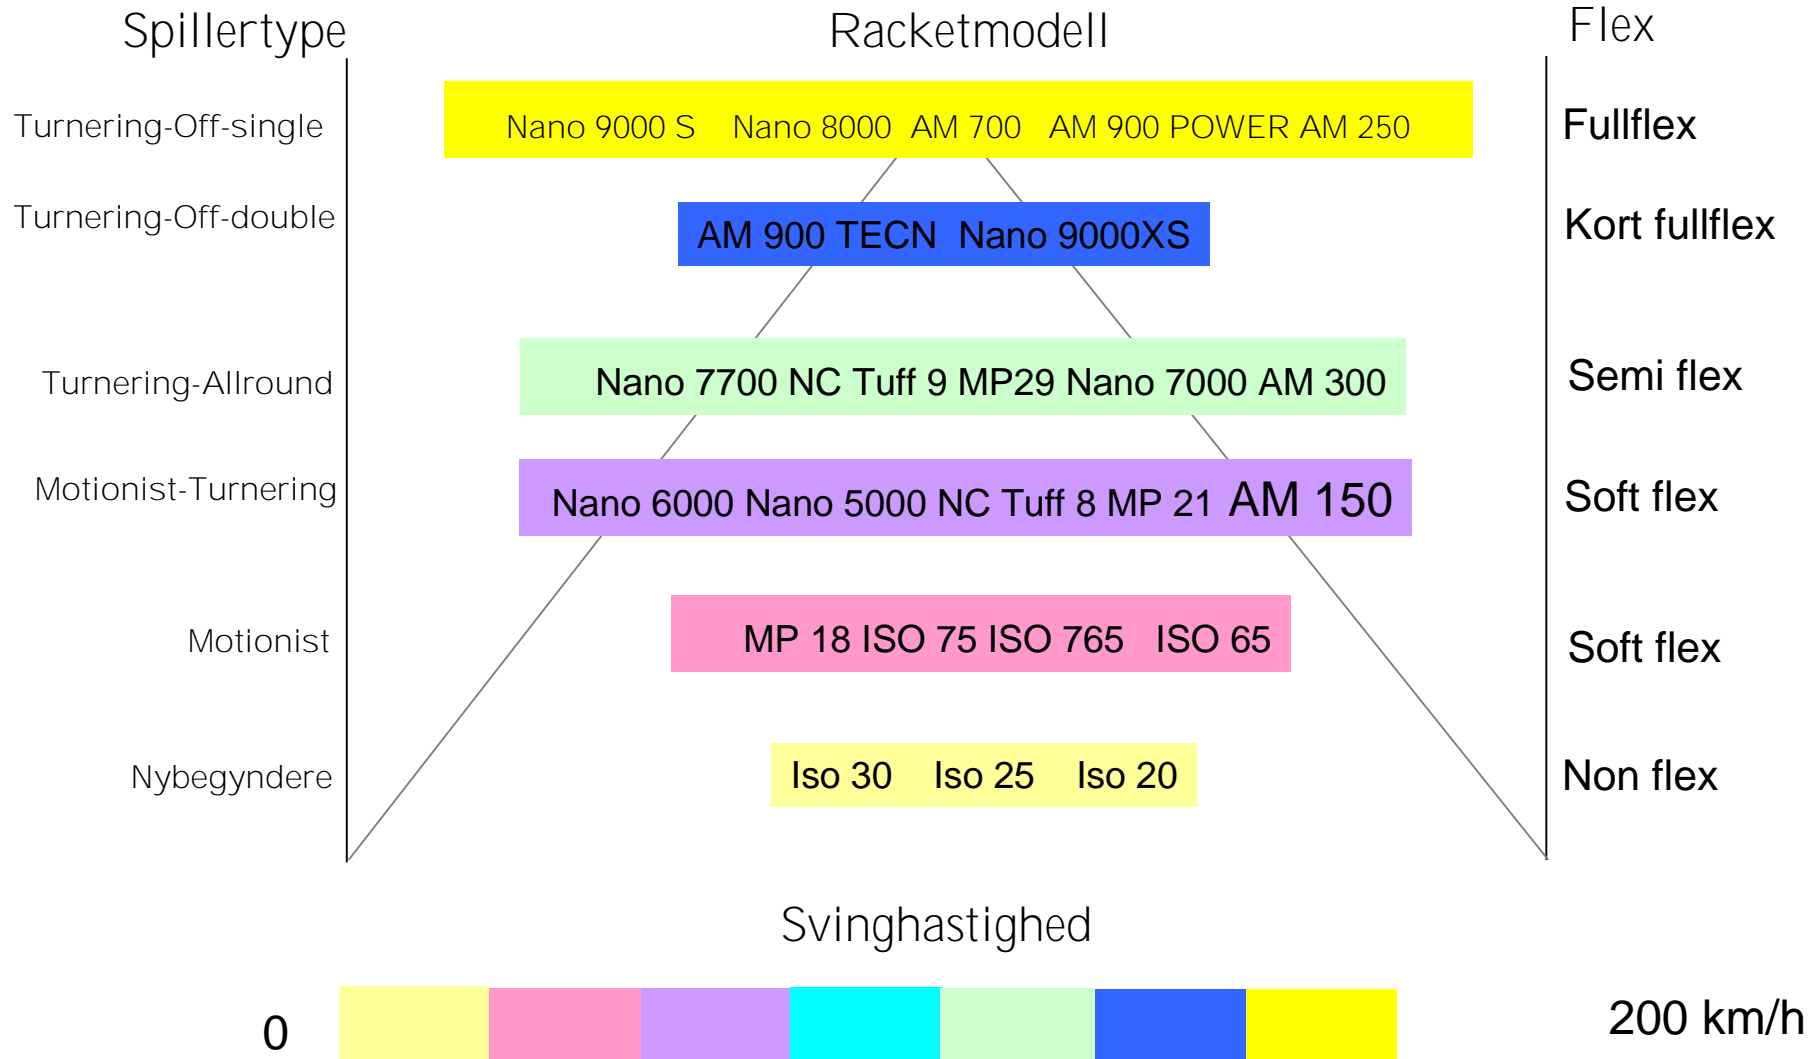 Spillertype Racketmodell Flex
Turnering-Off-single Nano 9000 S Nano 8000 AM 700 AM 900 POWER AM 250 Fullflex
Turnering-Off-double AM 900 TECN Nano 9000XS Kort fullflex
Turnering-Allround Nano 7700 NC Tuff 9 MP29 Nano 7000 AM 300 Semi flex
Motionist-Turnering Nano 6000 Nano 5000 NC Tuff 8 MP 21 AM 150 Soft flex
Motionist MP 18 ISO 75 ISO 765 ISO 65 Soft flex
Nybegyndere Iso 30 Iso 25 Iso 20 Non flex
Svinghastighed
0 200 km/h